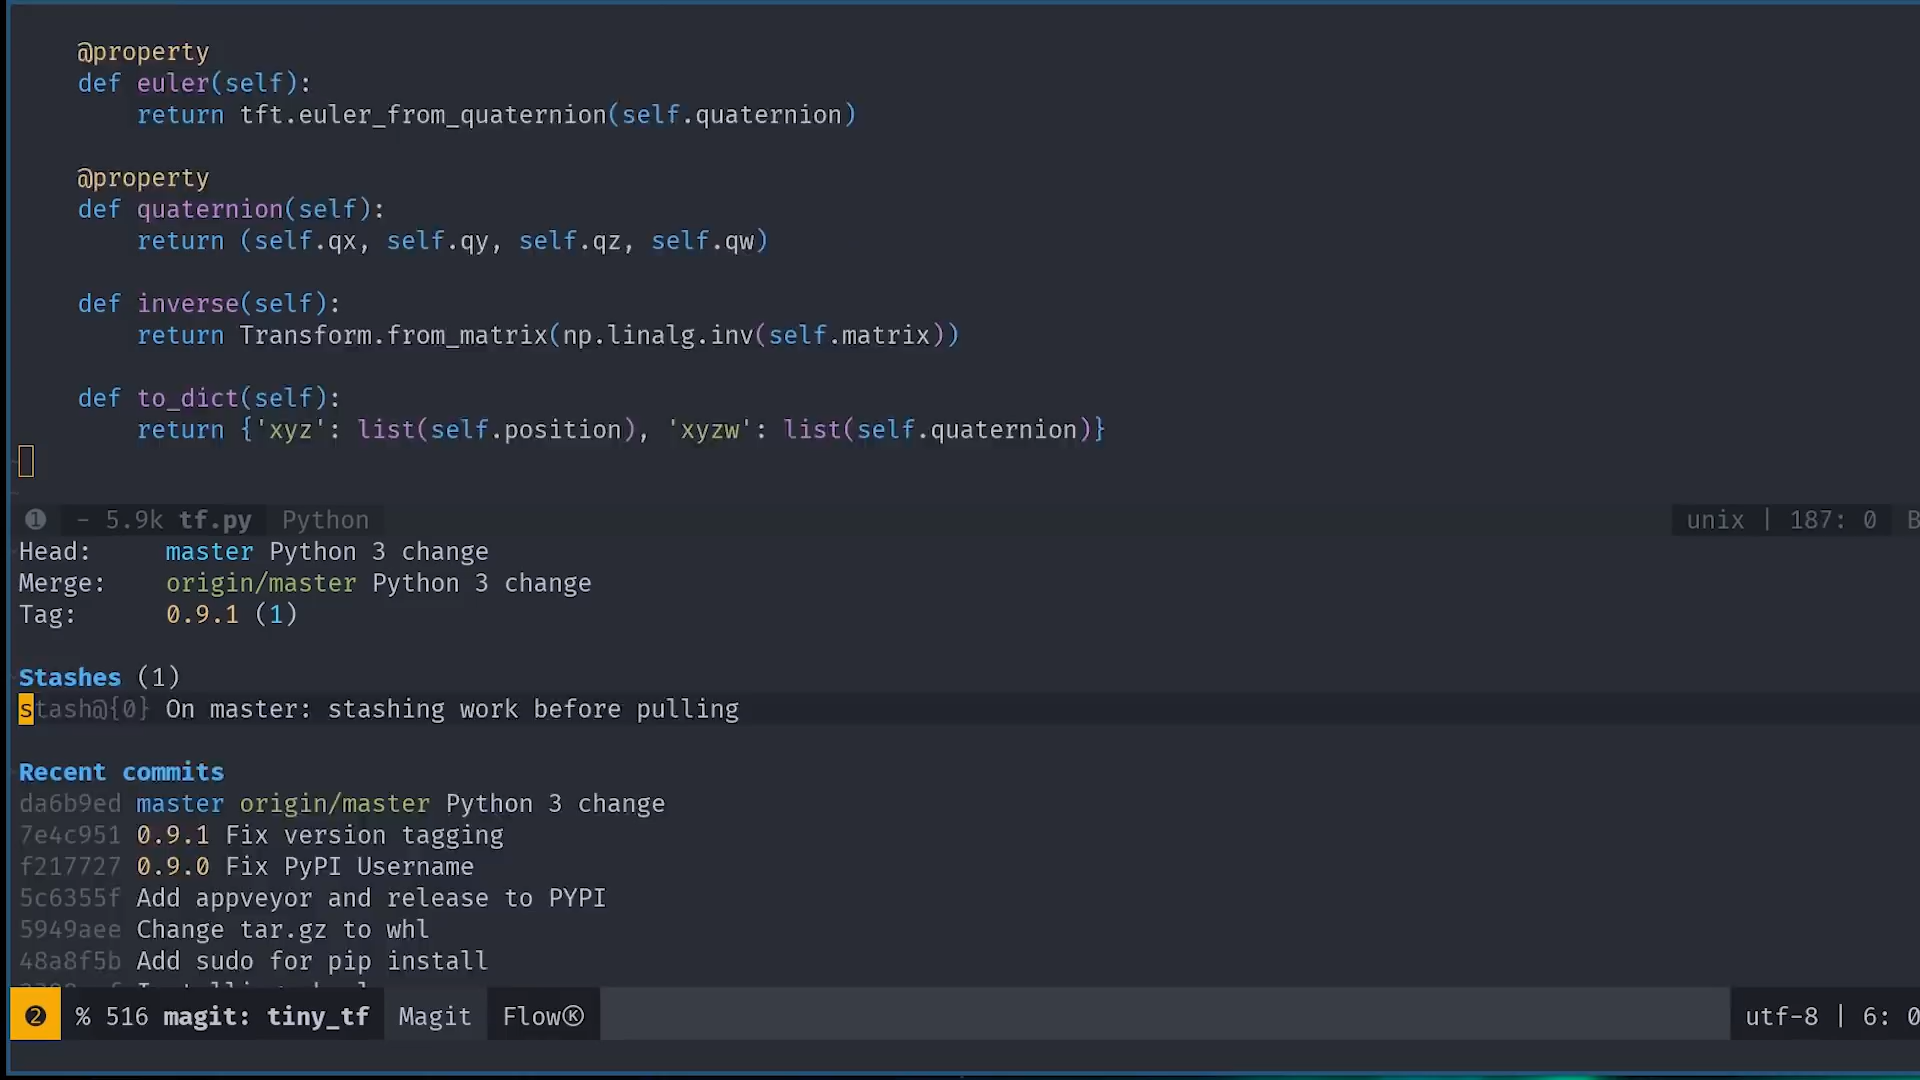 @property
def euler(self):
return tft.euler_from_quaternion(self.quaternion)
@property
def quaternion(self):
return (self.qx, self.qy, self.qz, self.qw)
def inverse(self):
return Transform.from_matrix(np.linalg.inv(self.matrix))
def to_dict(self):
return {'xyz': list(self.position), 'xyzw': list(self.quaternion)}
❶ - 5.9k tf.py Python unix | 187: 0 B
Head: master Python 3 change
Merge: origin/master Python 3 change
Tag: 0.9.1 (1)
Stashes (1)
stash@{0} On master: stashing work before pulling
Recent commits
da6b9ed master origin/master Python 3 change
7e4c951 0.9.1 Fix version tagging
f217727 0.9.0 Fix PyPI Username
5c6355f Add appveyor and release to PYPI
5949aee Change tar.gz to whl
48a8f5b Add sudo for pip install
❷ % 516 magit: tiny_tf Magit FlowⓀ utf-8 | 6: 0